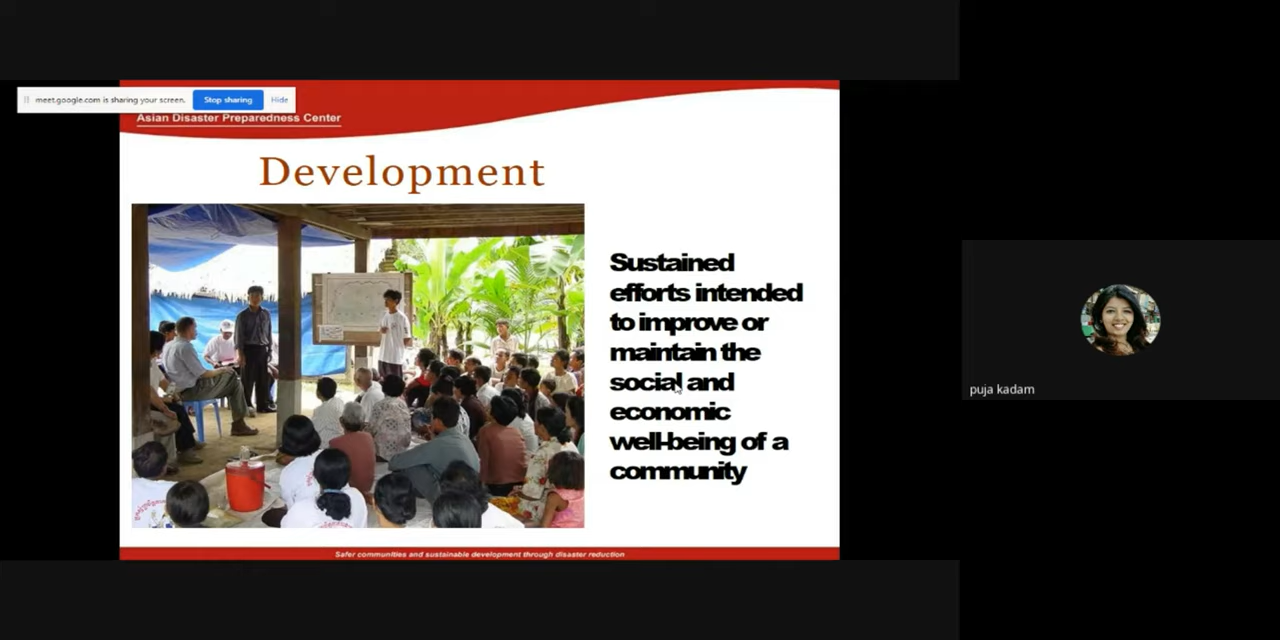 meet.google.com is sharing your screen.
Stop sharing
Hide
Asian Disaster Preparedness Center
Development
Sustained
efforts intended
to improve or
maintain the
social and
economic
well-being of a
community
Safer communities and sustainable development through disaster reduction
puja kadam